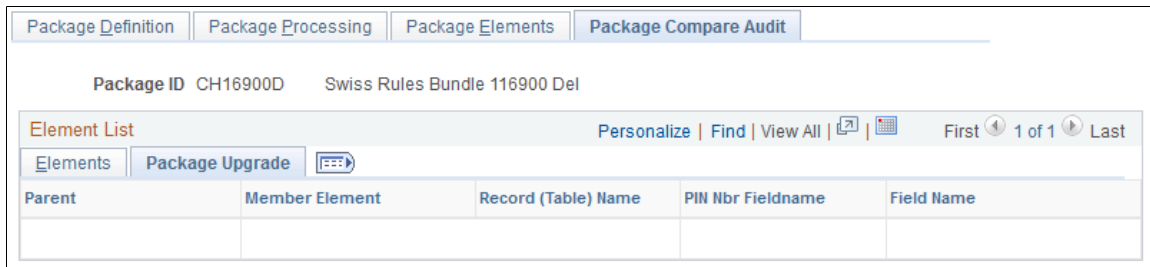 Package Definition Package Processing Package Elements Package Compare Audit
Package ID CH16900D Swiss Rules Bundle 116900 Del
Element List Personalize | Find | View All | | First 1 of 1 Last
Elements Package Upgrade
Parent Member Element Record (Table) Name PIN Nbr Fieldname Field Name